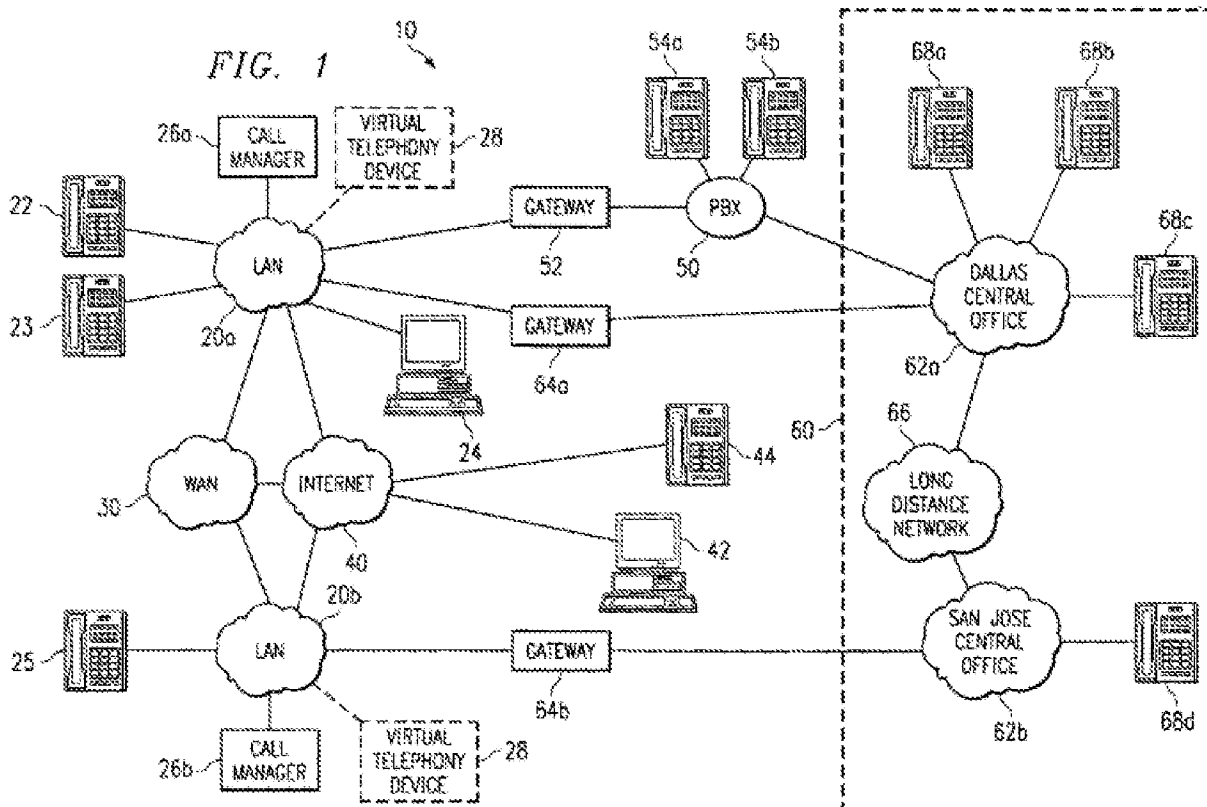 FIG. 1
10
54a
54b
68a
68b
26a
CALL
MANAGER
VIRTUAL
TELEPHONY
DEVICE
28
22
GATEWAY
52
PBX
50
68c
LAN
DALLAS
CENTRAL
OFFICE
23
20a
GATEWAY
64a
62a
24
60
66
44
WAN
30
INTERNET
40
LONG
DISTANCE
NETWORK
42
20b
25
LAN
GATEWAY
64b
SAN JOSE
CENTRAL
OFFICE
62b
68d
26b
CALL
MANAGER
VIRTUAL
TELEPHONY
DEVICE
28